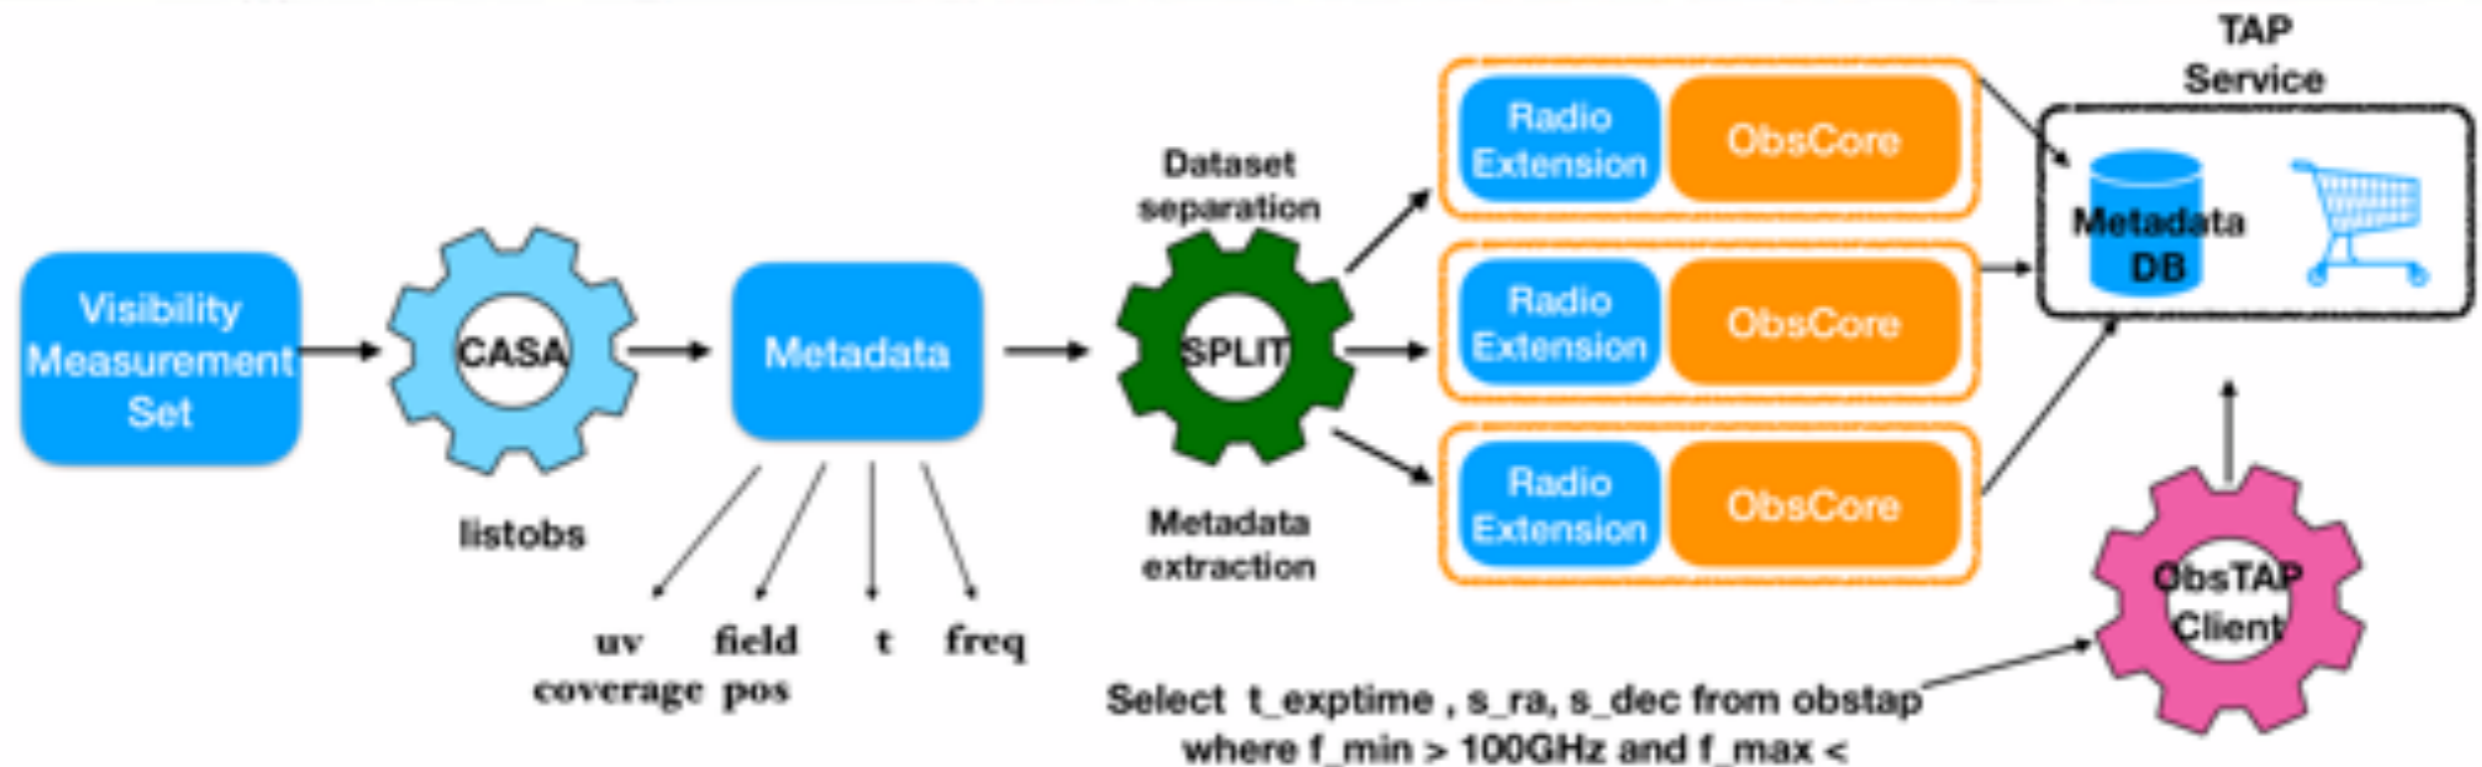 TAP
Service
Radio
Extension
ObsCore
Dataset
separation
Metadata
DB
Visibility
Measurement
Set
CASA
Metadata
SPLIT
Radio
Extension
ObsCore
listobs
Metadata
extraction
Radio
Extension
ObsCore
ObsTAP
Client
uv field t freq
coverage pos
Select t_exptime , s_ra, s_dec from obstap
where f_min > 100GHz and f_max <